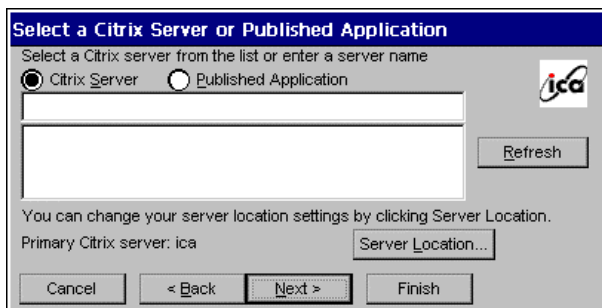 Select a Citrix Server or Published Application
Select a Citrix server from the list or enter a server name
Citrix Server Published Application
ica
Refresh
You can change your server location settings by clicking Server Location.
Primary Citrix server: ica Server Location...
Cancel < Back Next > Finish